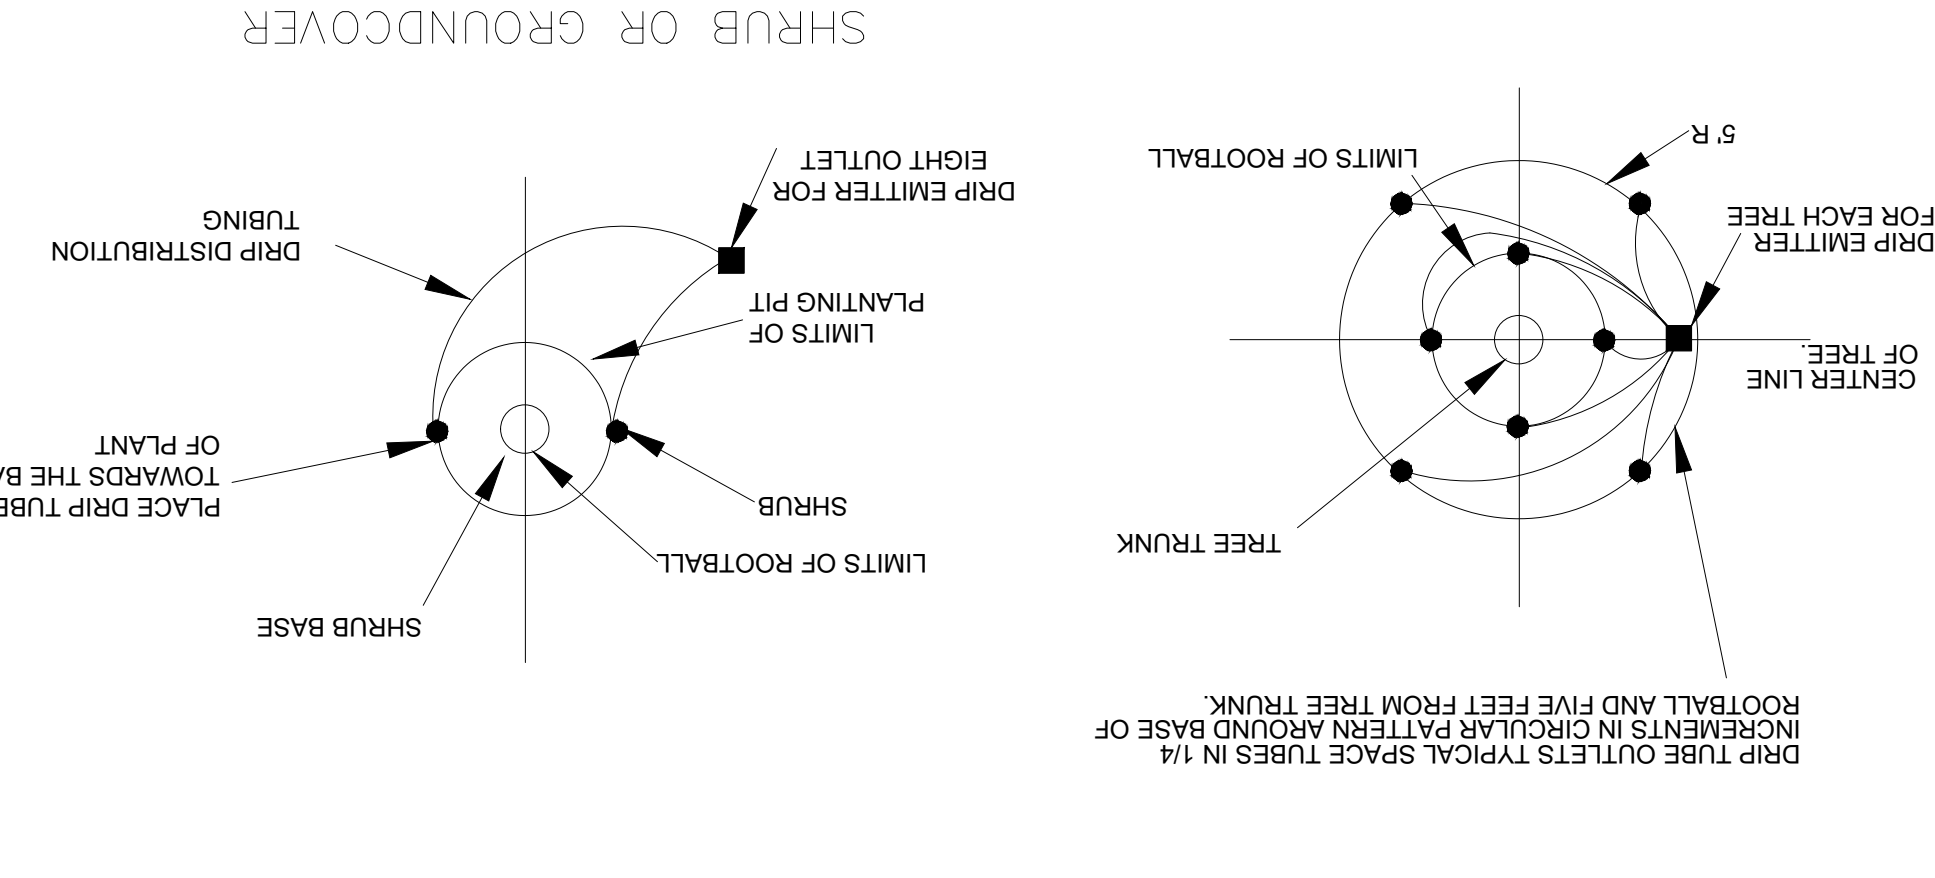 DRIP TUBE OUTLETS TYPICAL SPACE TUBES IN 1/4
INCREMENTS IN CIRCULAR PATTERN AROUND BASE OF
ROOTBALL AND FIVE FEET FROM TREE TRUNK.
TREE TRUNK
CENTER LINE
OF TREE.
DRIP EMITTER
FOR EACH TREE
LIMITS OF ROOTBALL
5' R
SHRUB BASE
LIMITS OF ROOTBALL
SHRUB
PLACE DRIP TUBE
TOWARDS THE BA
OF PLANT
LIMITS OF
PLANTING PIT
DRIP DISTRIBUTION
TUBING
DRIP EMITTER FOR
EIGHT OUTLET
SHRUB OR GROUNDCOVER